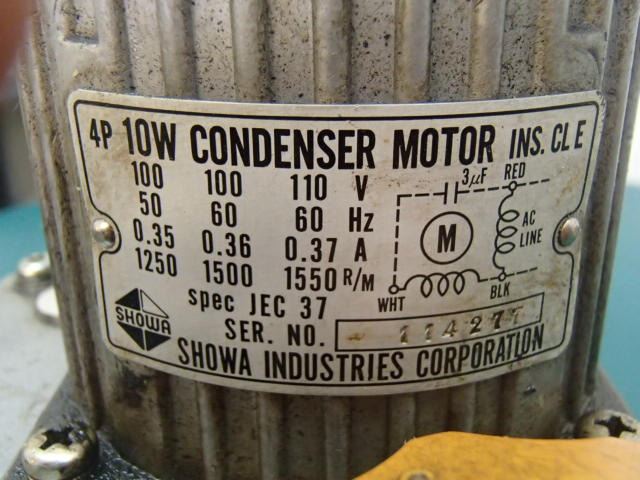 4P 10W CONDENSER MOTOR INS. CL E
100 100 110 V
50 60 60 Hz
0.35 0.36 0.37 A
1250 1500 1550 R/M
spec JEC 37
SER. NO. 114277
SHOWA INDUSTRIES CORPORATION
SHOWA
3µF RED
M
AC
LINE
WHT BLK